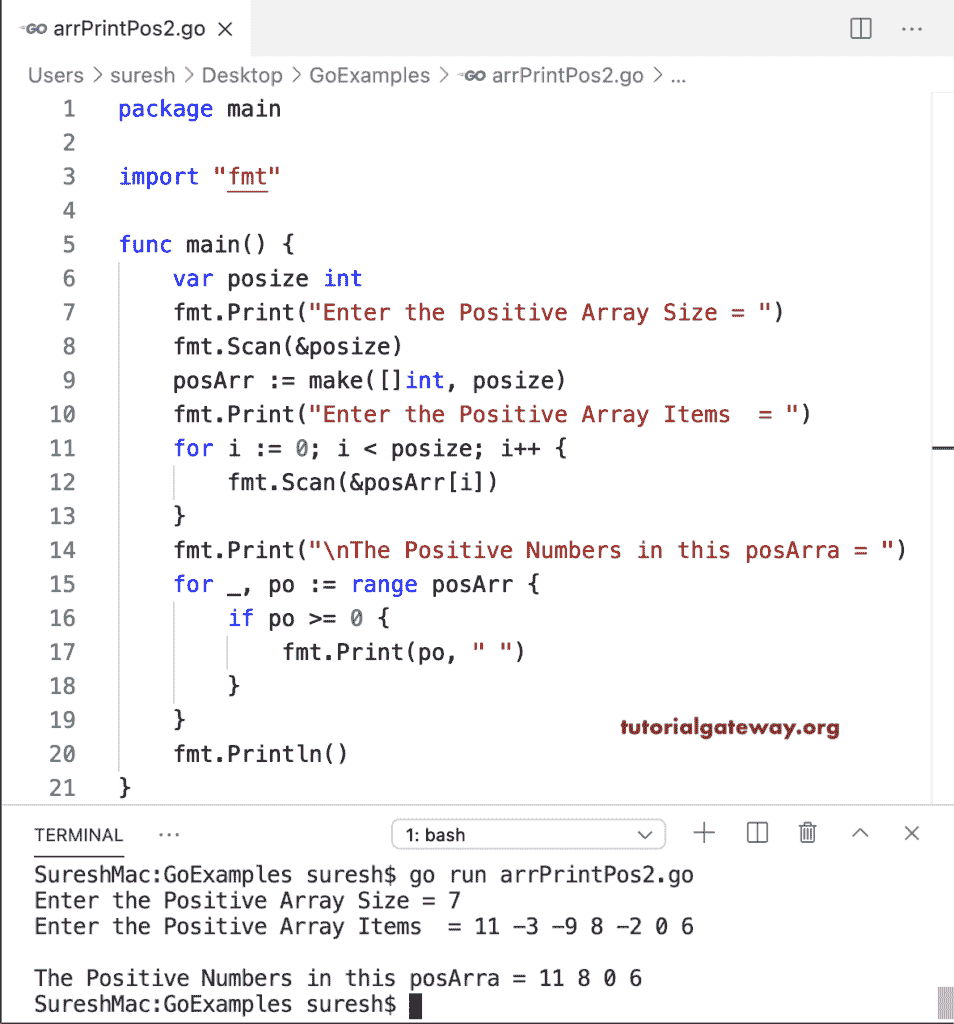 GO arrPrintPos2.go ×
Users > suresh > Desktop > GoExamples > GO arrPrintPos2.go > ...
1 package main
2
3 import "fmt"
4
5 func main() {
6     var posize int
7     fmt.Print("Enter the Positive Array Size = ")
8     fmt.Scan(&posize)
9     posArr := make([]int, posize)
10     fmt.Print("Enter the Positive Array Items  = ")
11     for i := 0; i < posize; i++ {
12         fmt.Scan(&posArr[i])
13     }
14     fmt.Print("\nThe Positive Numbers in this posArra = ")
15     for _, po := range posArr {
16         if po >= 0 {
17             fmt.Print(po, " ")
18         }
19     }
tutorialgateway.org
20     fmt.Println()
21 }
TERMINAL ... 1: bash
SureshMac:GoExamples suresh$ go run arrPrintPos2.go
Enter the Positive Array Size = 7
Enter the Positive Array Items  = 11 -3 -9 8 -2 0 6

The Positive Numbers in this posArra = 11 8 0 6
SureshMac:GoExamples suresh$